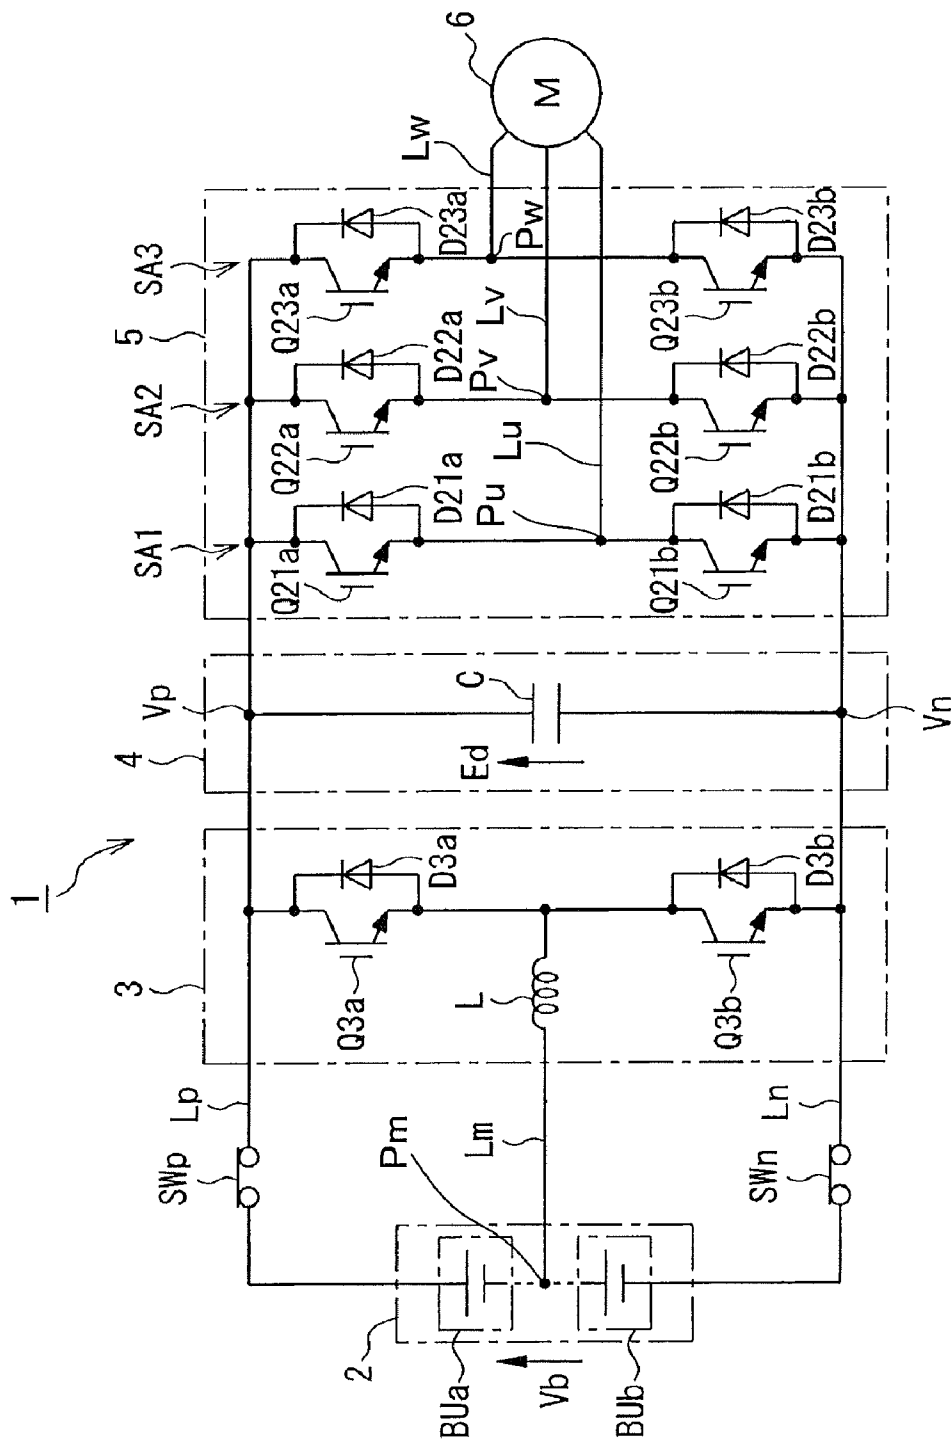 1
2
BUa
Vb
BUb
Pm
Lm
SWp
Lp
SWn
Ln
3
Q3a
D3a
L
Q3b
D3b
4
Vp
Ed
C
Vn
5
SA1
SA2
SA3
Q21a
D21a
Q22a
D22a
Q23a
D23a
Pu
Pv
Pw
Lu
Lv
Lw
Q21b
D21b
Q22b
D22b
Q23b
D23b
6
M